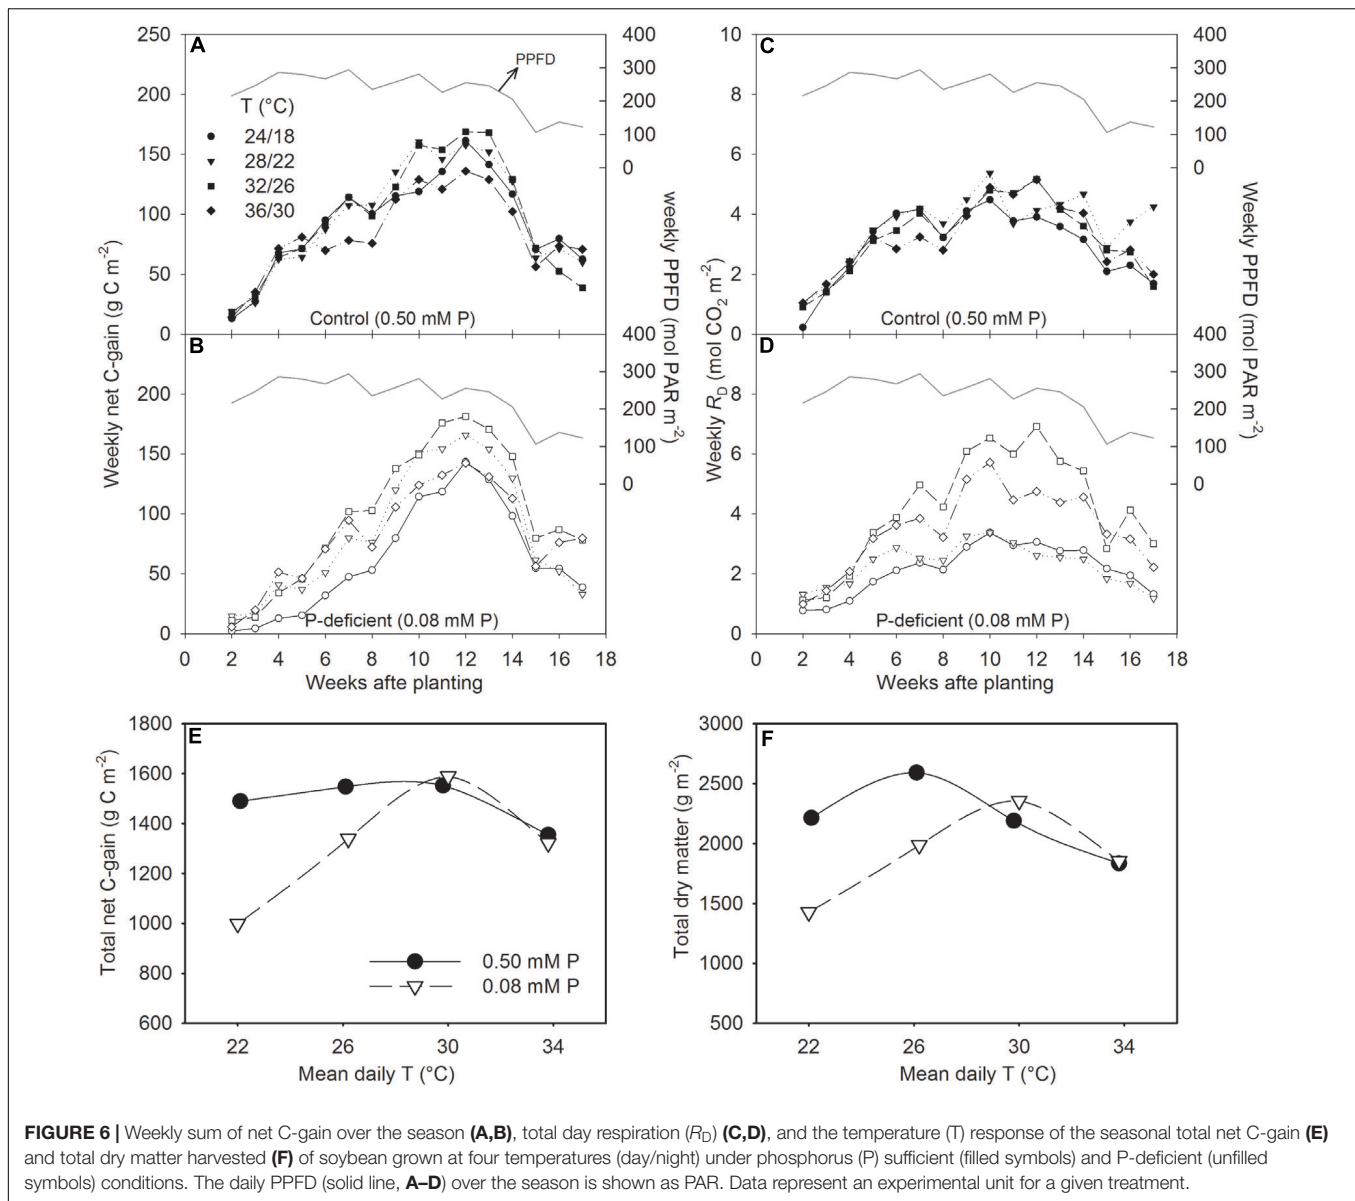 A
PPFD
T (°C)
24/18
28/22
32/26
36/30
Control (0.50 mM P)
250
200
150
100
50
0
400
300
200
100
0
C
Control (0.50 mM P)
10
8
6
4
2
0
400
300
200
100
0
B
P-deficient (0.08 mM P)
200
150
100
50
0
400
300
200
100
0
Weekly net C-gain (g C m⁻²)
weekly PPFD (mol PAR m⁻²)
0 2 4 6 8 10 12 14 16 18
Weeks afte planting
D
P-deficient (0.08 mM P)
8
6
4
2
0
400
300
200
100
0
Weekly R_D (mol CO₂ m⁻²)
Weekly PPFD (mol PAR m⁻²)
0 2 4 6 8 10 12 14 16 18
Weeks afte planting
E
1800
1600
1400
1200
1000
800
600
Total net C-gain (g C m⁻²)
0.50 mM P
0.08 mM P
22 26 30 34
Mean daily T (°C)
F
3000
2500
2000
1500
1000
500
Total dry matter (g m⁻²)
22 26 30 34
Mean daily T (°C)
FIGURE 6 | Weekly sum of net C-gain over the season (A,B), total day respiration (R_D) (C,D), and the temperature (T) response of the seasonal total net C-gain (E)
and total dry matter harvested (F) of soybean grown at four temperatures (day/night) under phosphorus (P) sufficient (filled symbols) and P-deficient (unfilled
symbols) conditions. The daily PPFD (solid line, A–D) over the season is shown as PAR. Data represent an experimental unit for a given treatment.